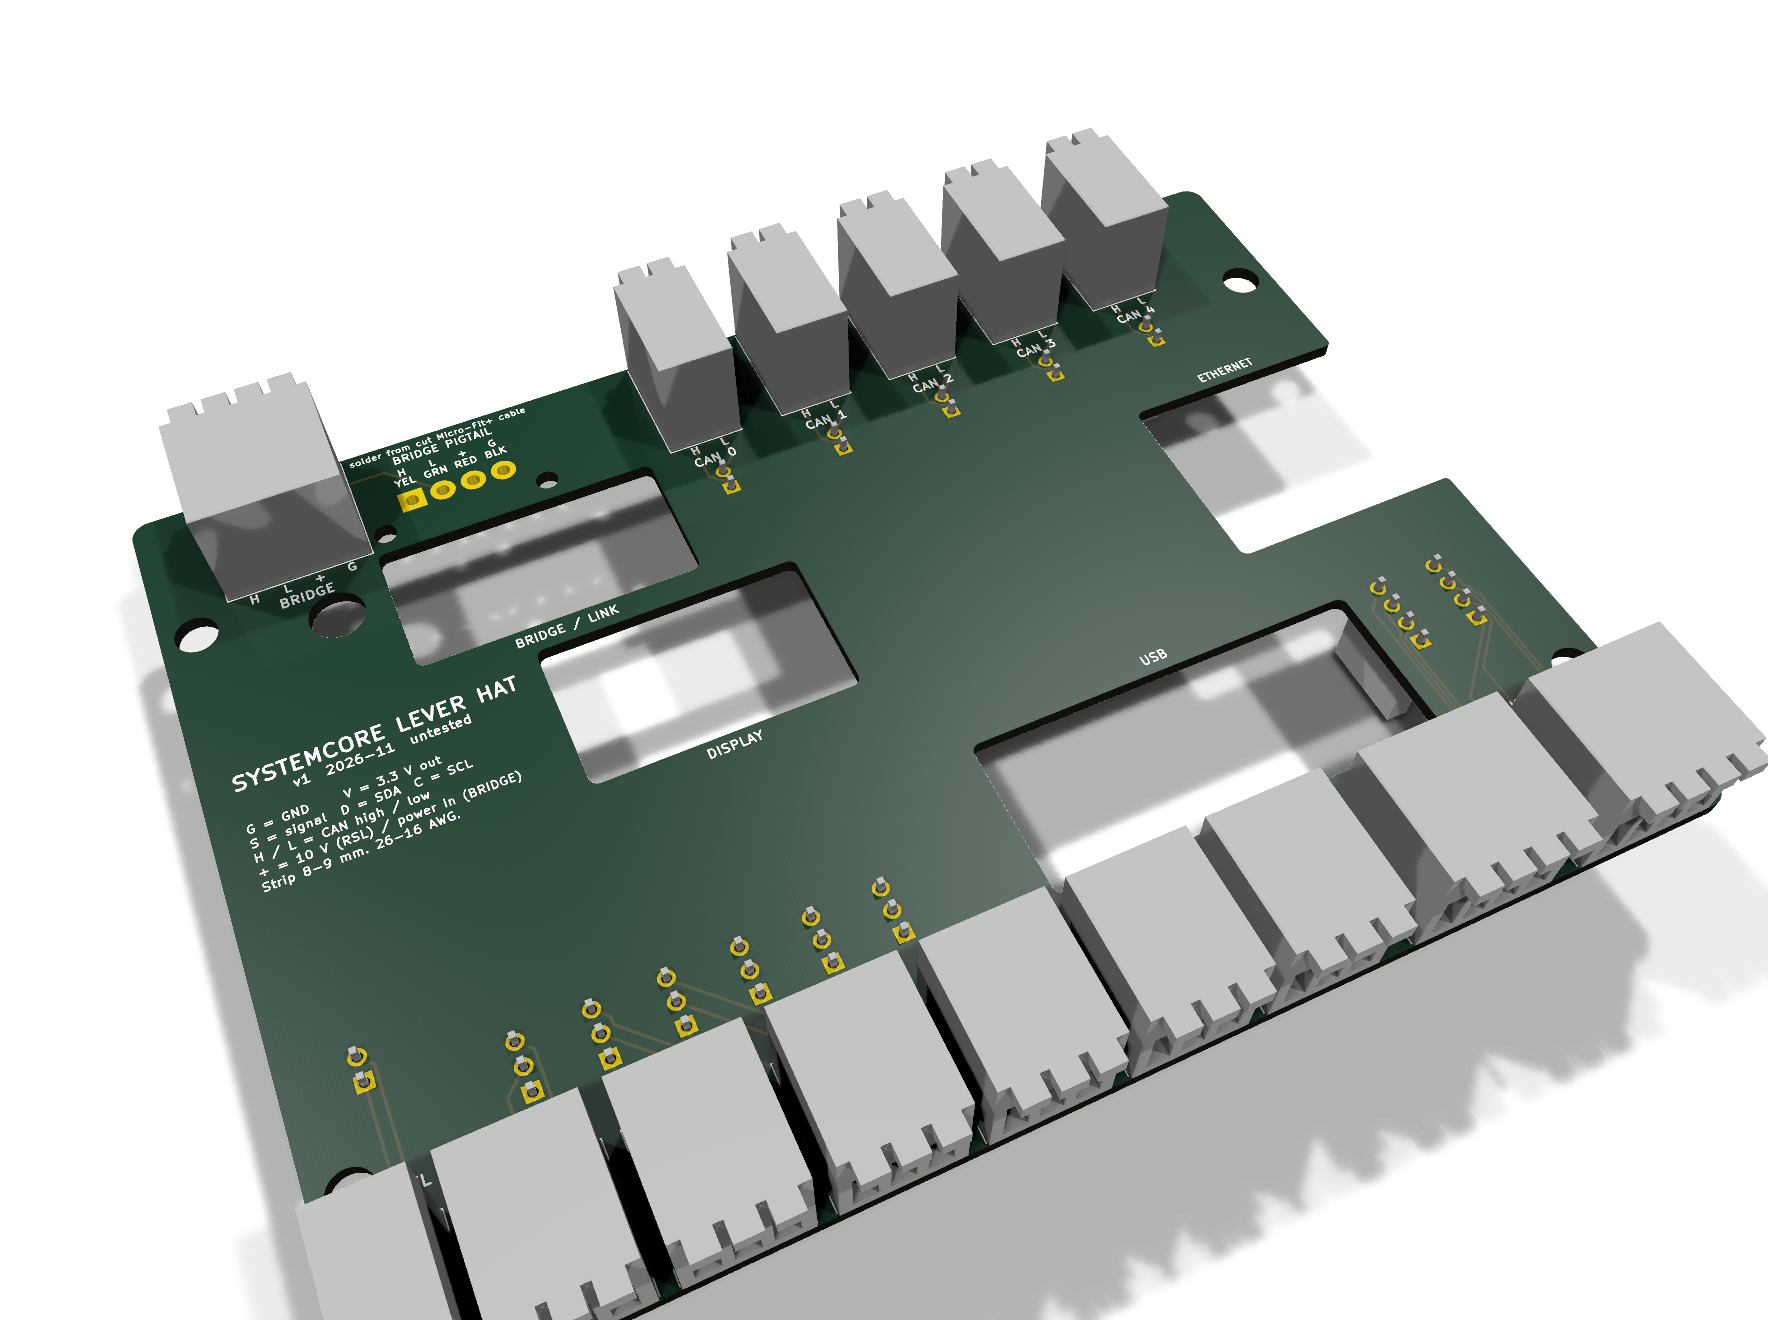 solder from cut Micro-Fit+ cable
BRIDGE PIGTAIL
H L + G
YEL GRN RED BLK
H L
CAN 0
H L
CAN 1
H L
CAN 2
H L
CAN 3
H L
CAN 4
ETHERNET
H L + G
BRIDGE
BRIDGE / LINK
DISPLAY
USB
SYSTEMCORE LEVER HAT
v1 2026-11 untested
G = GND V = 3.3 V out
S = signal D = SDA C = SCL
H / L = CAN high / low
+ = 10 V (RSL) / power in (BRIDGE)
Strip 8-9 mm. 26-16 AWG.